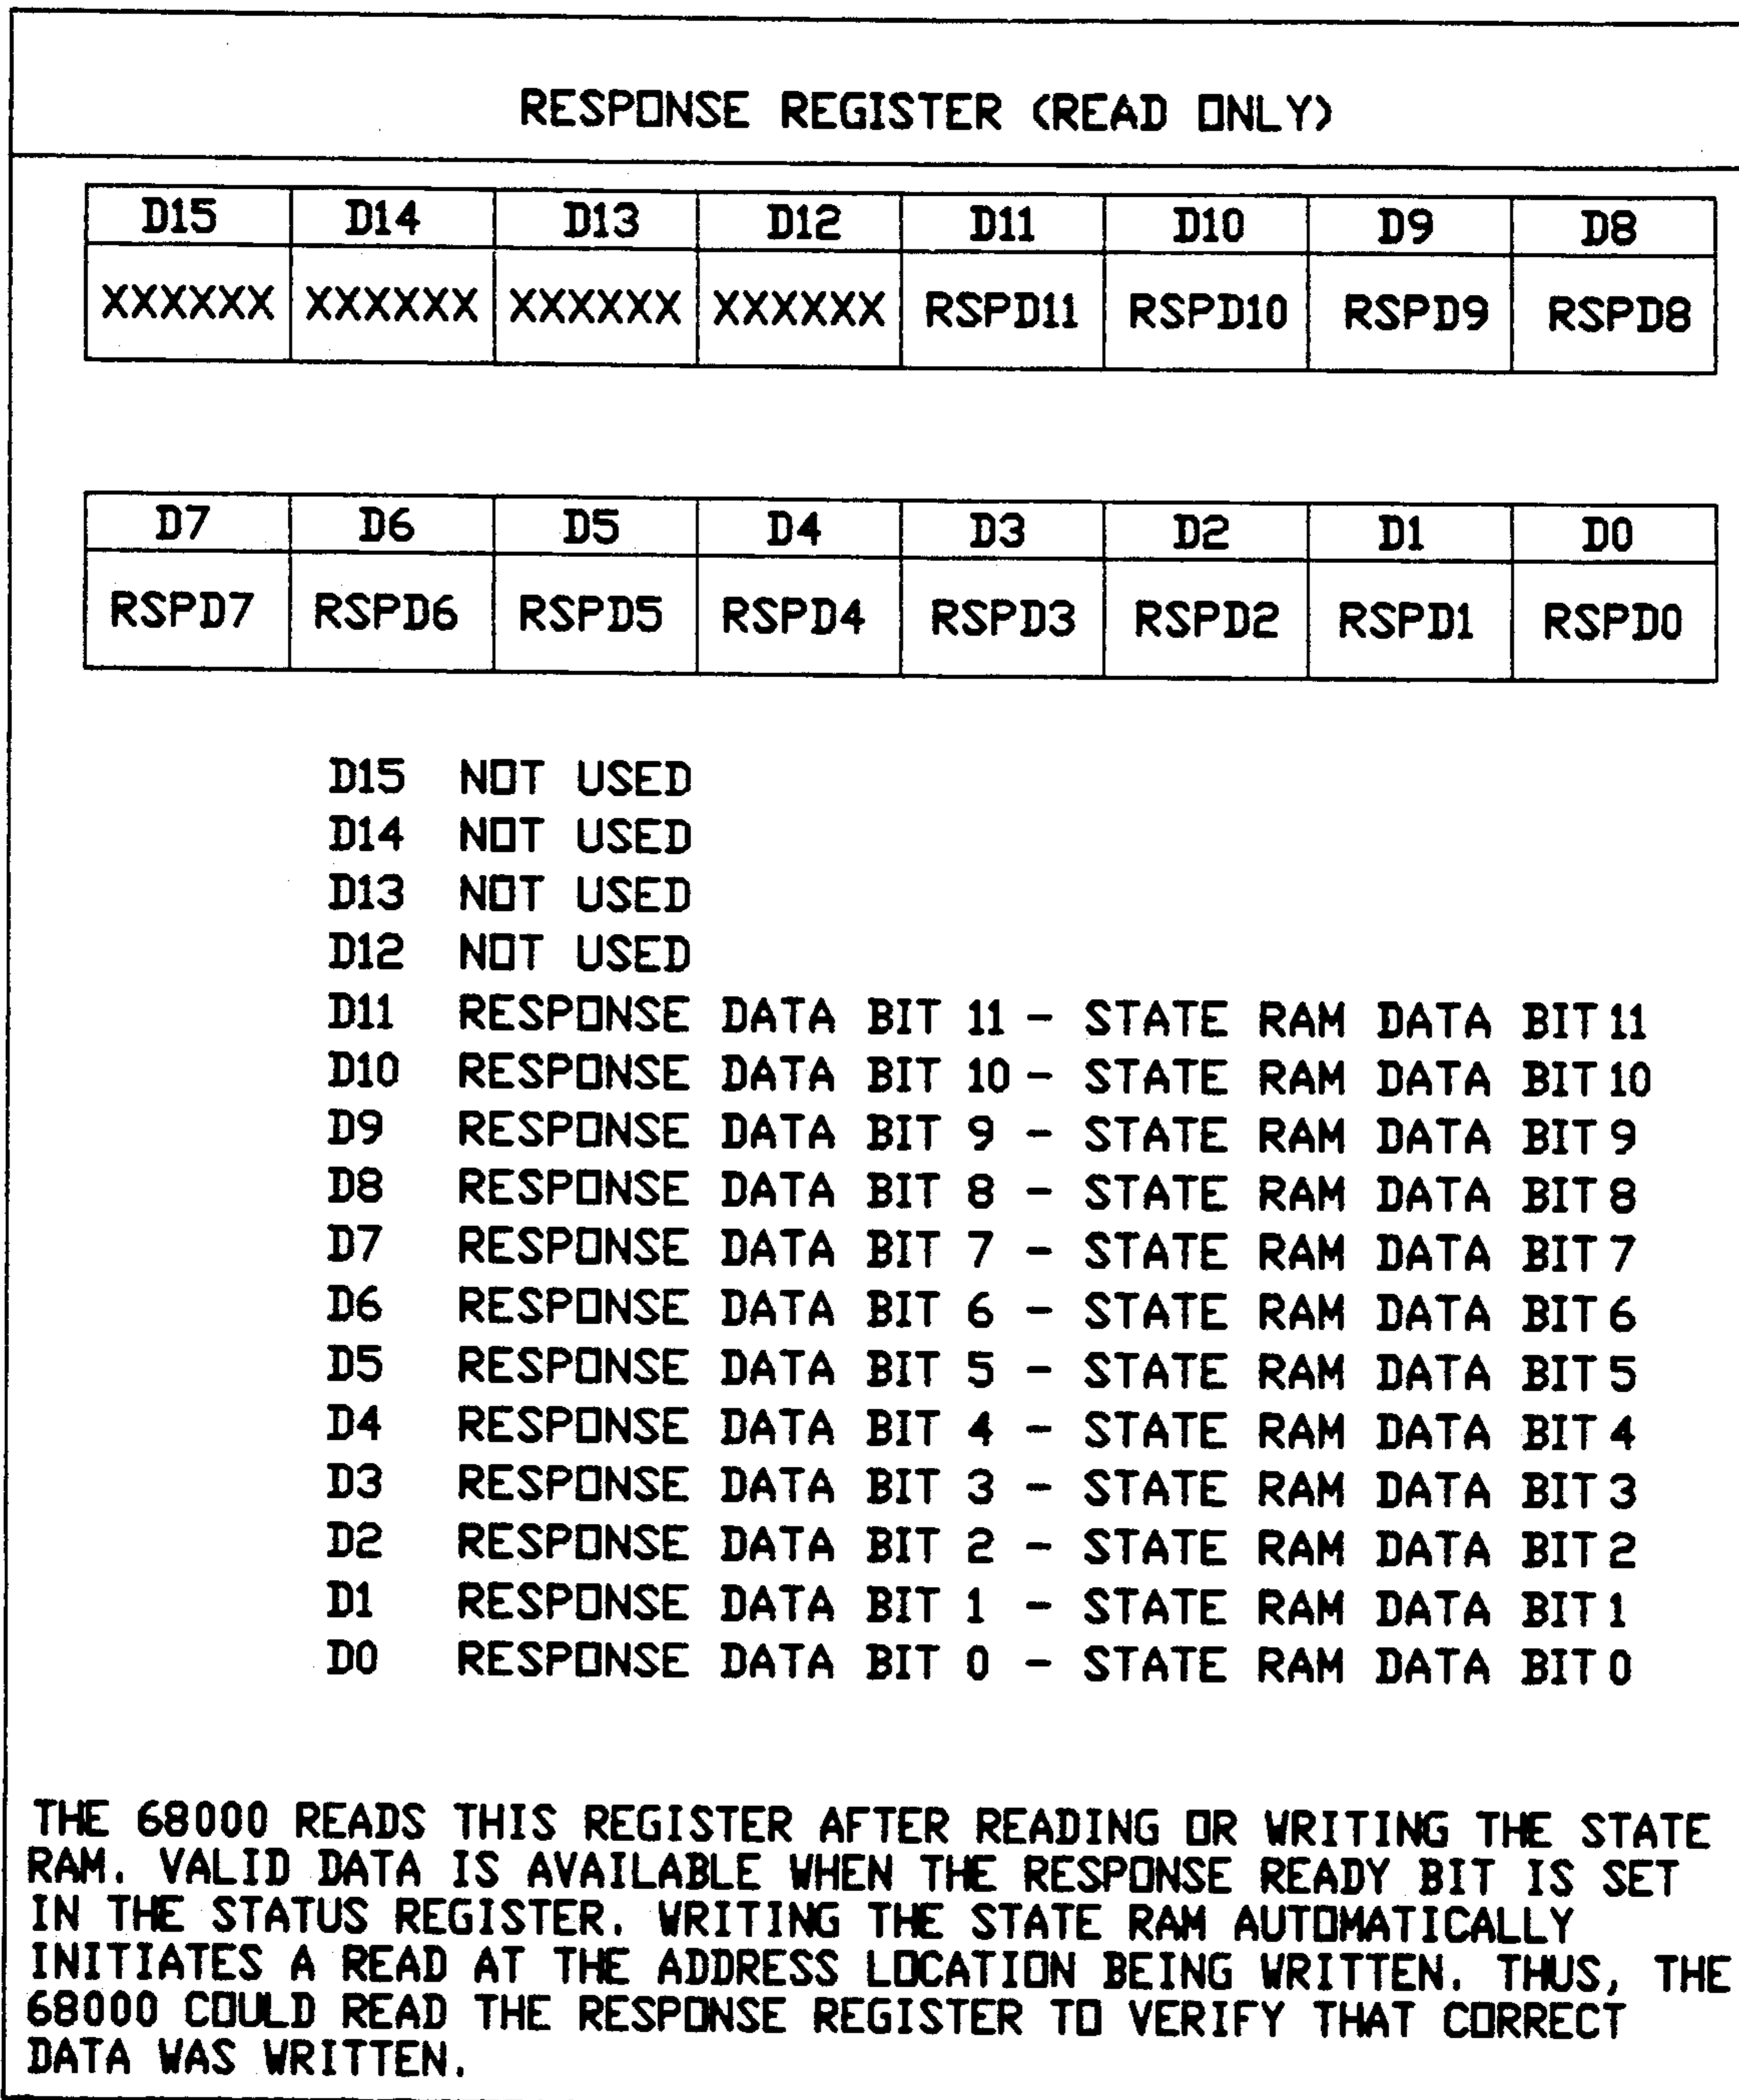 RESPONSE REGISTER (READ ONLY)
D15 D14 D13 D12 D11 D10 D9 D8
XXXXXX XXXXXX XXXXXX XXXXXX RSPD11 RSPD10 RSPD9 RSPD8
D7 D6 D5 D4 D3 D2 D1 D0
RSPD7 RSPD6 RSPD5 RSPD4 RSPD3 RSPD2 RSPD1 RSPD0
D15 NOT USED
D14 NOT USED
D13 NOT USED
D12 NOT USED
D11 RESPONSE DATA BIT 11 - STATE RAM DATA BIT 11
D10 RESPONSE DATA BIT 10 - STATE RAM DATA BIT 10
D9 RESPONSE DATA BIT 9 - STATE RAM DATA BIT 9
D8 RESPONSE DATA BIT 8 - STATE RAM DATA BIT 8
D7 RESPONSE DATA BIT 7 - STATE RAM DATA BIT 7
D6 RESPONSE DATA BIT 6 - STATE RAM DATA BIT 6
D5 RESPONSE DATA BIT 5 - STATE RAM DATA BIT 5
D4 RESPONSE DATA BIT 4 - STATE RAM DATA BIT 4
D3 RESPONSE DATA BIT 3 - STATE RAM DATA BIT 3
D2 RESPONSE DATA BIT 2 - STATE RAM DATA BIT 2
D1 RESPONSE DATA BIT 1 - STATE RAM DATA BIT 1
D0 RESPONSE DATA BIT 0 - STATE RAM DATA BIT 0
THE 68000 READS THIS REGISTER AFTER READING OR WRITING THE STATE
RAM. VALID DATA IS AVAILABLE WHEN THE RESPONSE READY BIT IS SET
IN THE STATUS REGISTER. WRITING THE STATE RAM AUTOMATICALLY
INITIATES A READ AT THE ADDRESS LOCATION BEING WRITTEN. THUS, THE
68000 COULD READ THE RESPONSE REGISTER TO VERIFY THAT CORRECT
DATA WAS WRITTEN.